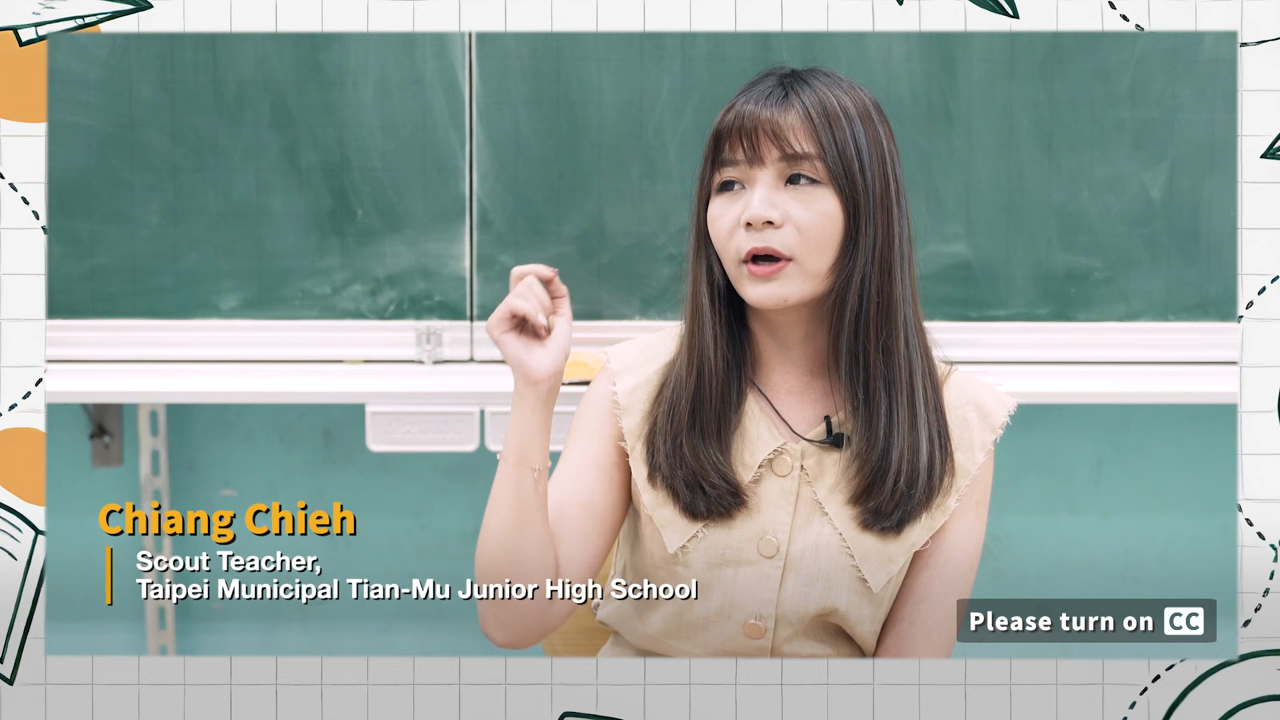 Chiang Chieh
Scout Teacher,
Taipei Municipal Tian-Mu Junior High School
Please turn on CC